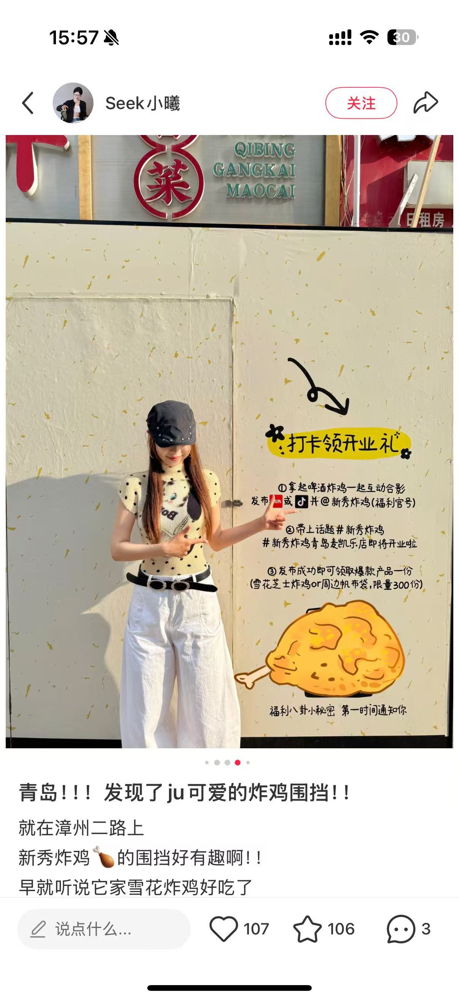 15:57
30
Seek小曦
关注
菜
QIBING
GANGKAI
MAOCAI
日租房
打卡领开业礼
①拿起啤酒炸鸡一起互动合影
发布 或 并@新秀炸鸡(福利官号)
②带上话题#新秀炸鸡
#新秀炸鸡青岛麦凯乐店即将开业啦
③发布成功即可领取爆款产品一份
(雪花芝士炸鸡or周边帆布袋,限量300份)
福利八卦小秘密 第一时间通知你
青岛!!! 发现了ju可爱的炸鸡围挡!!
就在漳州二路上
新秀炸鸡🍗的围挡好有趣啊!!
早就听说它家雪花炸鸡好吃了
说点什么...
107
106
3